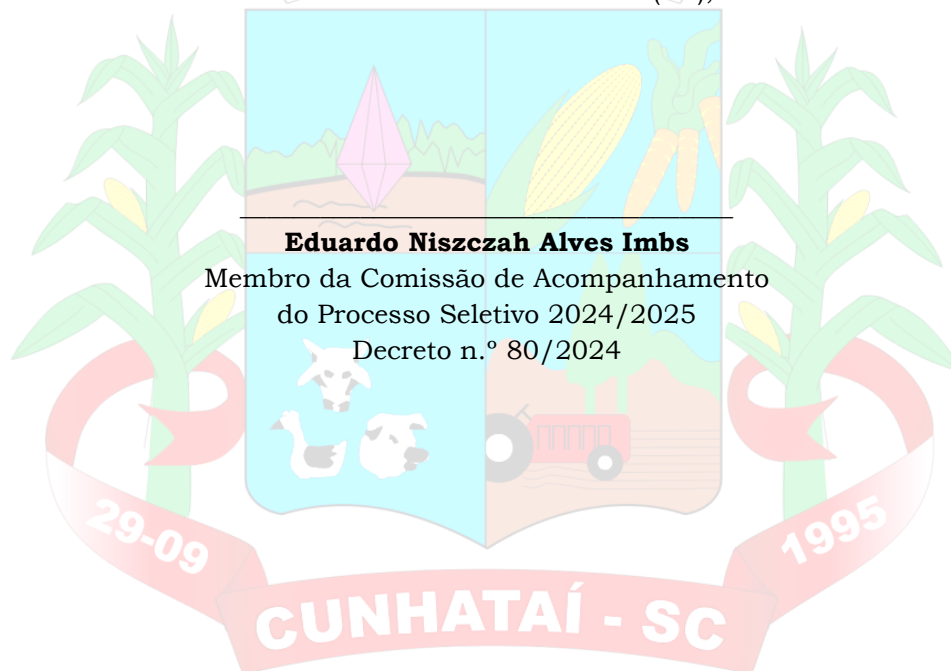 Eduardo Niszczah Alves Imbs
Membro da Comissão de Acompanhamento
do Processo Seletivo 2024/2025
Decreto n.º 80/2024
29-09
1995
CUNHATAÍ - SC